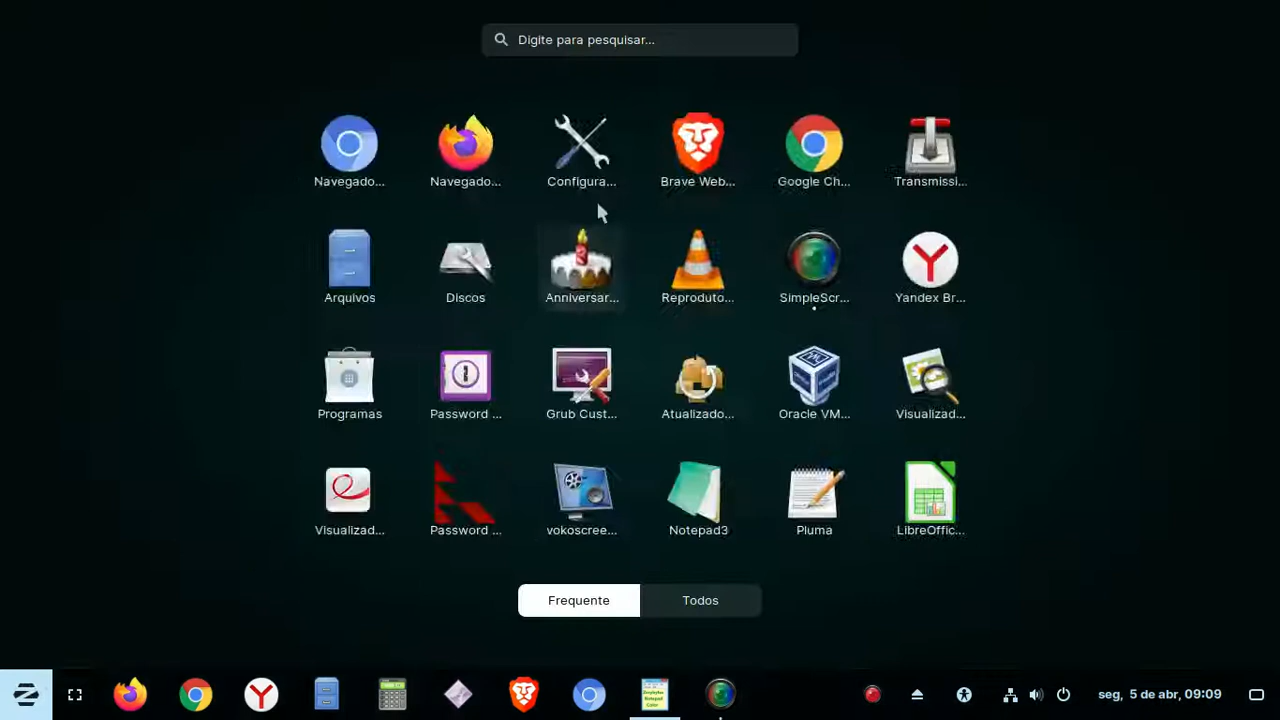 Digite para pesquisar...
Navegado... Navegado... Configura... Brave Web... Google Ch... Transmissi...
Arquivos Discos Anniversar... Reproduto... SimpleScr... Yandex Br...
Programas Password ... Grub Cust... Atualizado... Oracle VM... Visualizad...
Visualizad... Password ... vokoscree... Notepad3 Pluma LibreOffic...
Frequente Todos
seg, 5 de abr, 09:09